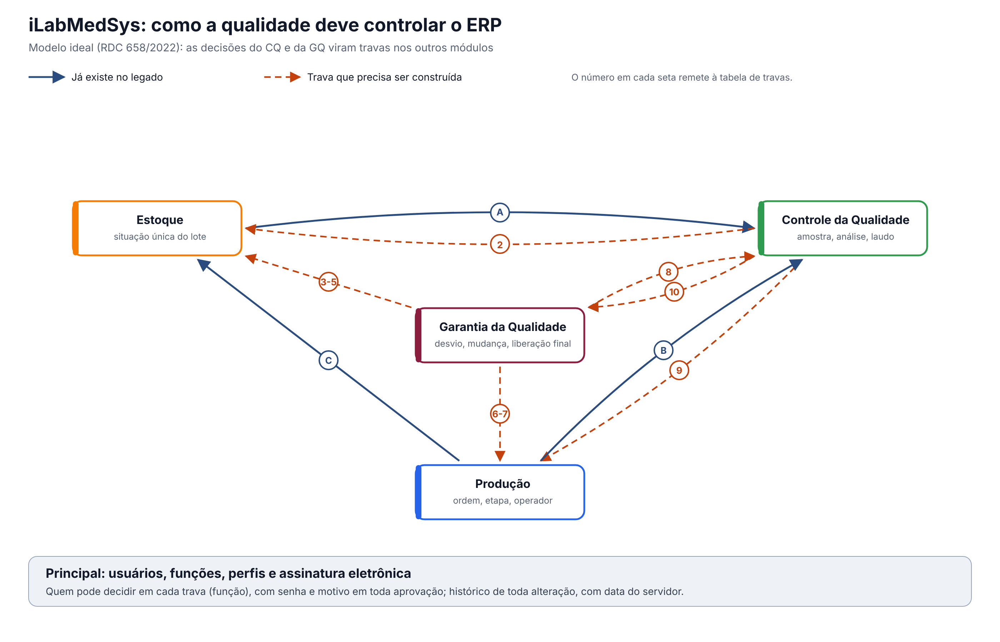 iLabMedSys: como a qualidade deve controlar o ERP
Modelo ideal (RDC 658/2022): as decisões do CQ e da GQ viram travas nos outros módulos
Já existe no legado
Trava que precisa ser construída
O número em cada seta remete à tabela de travas.
Estoque
situação única do lote
A
2
Controle da Qualidade
amostra, análise, laudo
3-5
8
10
Garantia da Qualidade
desvio, mudança, liberação final
C
B
9
6-7
Produção
ordem, etapa, operador
Principal: usuários, funções, perfis e assinatura eletrônica
Quem pode decidir em cada trava (função), com senha e motivo em toda aprovação; histórico de toda alteração, com data do servidor.